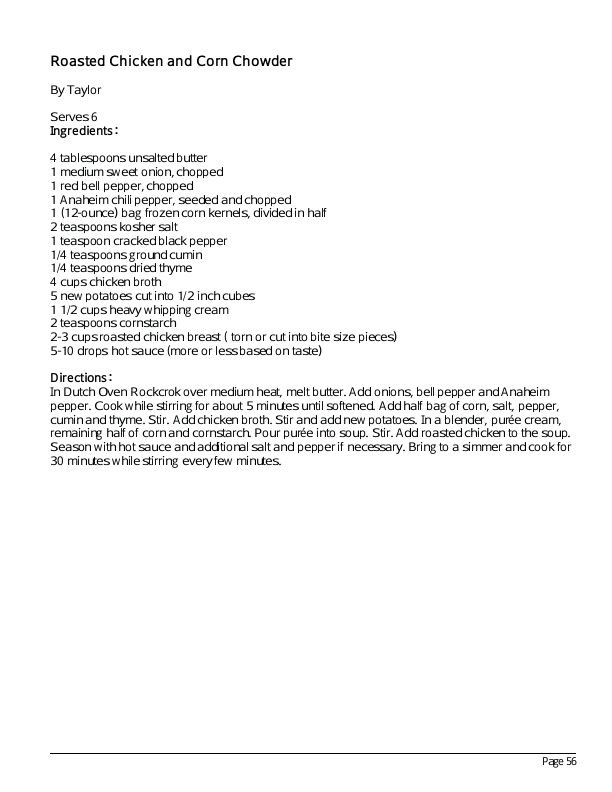 Roasted Chicken and Corn Chowder
By Taylor
Serves 6
Ingredients:
4 tablespoons unsalted butter
1 medium sweet onion, chopped
1 red bell pepper, chopped
1 Anaheim chili pepper, seeded and chopped
1 (12-ounce) bag frozen corn kernels, divided in half
2 teaspoons kosher salt
1 teaspoon cracked black pepper
1/4 teaspoons ground cumin
1/4 teaspoons dried thyme
4 cups chicken broth
5 new potatoes cut into 1/2 inch cubes
1 1/2 cups heavy whipping cream
2 teaspoons cornstarch
2-3 cups roasted chicken breast ( torn or cut into bite size pieces)
5-10 drops hot sauce (more or less based on taste)
Directions:
In Dutch Oven Rockcrok over medium heat, melt butter. Add onions, bell pepper and Anaheim
pepper. Cook while stirring for about 5 minutes until softened. Add half bag of corn, salt, pepper,
cumin and thyme. Stir. Add chicken broth. Stir and add new potatoes. In a blender, purée cream,
remaining half of corn and cornstarch. Pour purée into soup. Stir. Add roasted chicken to the soup.
Season with hot sauce and additional salt and pepper if necessary. Bring to a simmer and cook for
30 minutes while stirring every few minutes.
Page 56